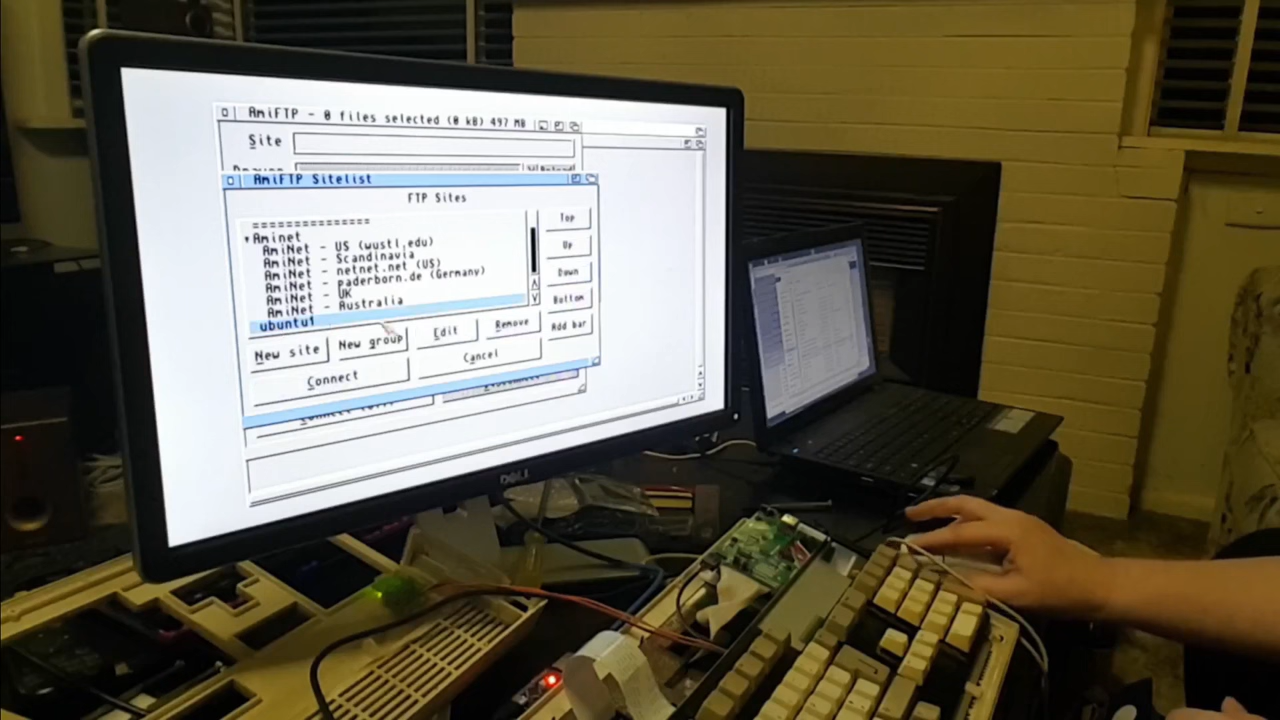 AmiFTP - 0 files selected (0 kB) 497 MB
Site
AmiFTP Sitelist
FTP Sites
================
Aminet
AmiNet - US (wustl.edu)
AmiNet - Scandinavia
AmiNet - netnet.net (US)
AmiNet - paderborn.de (Germany)
AmiNet - UK
AmiNet - Australia
ubuntu1
Top
Up
Down
Bottom
Add bar
New site
New group
Edit
Remove
Connect
Cancel
DELL